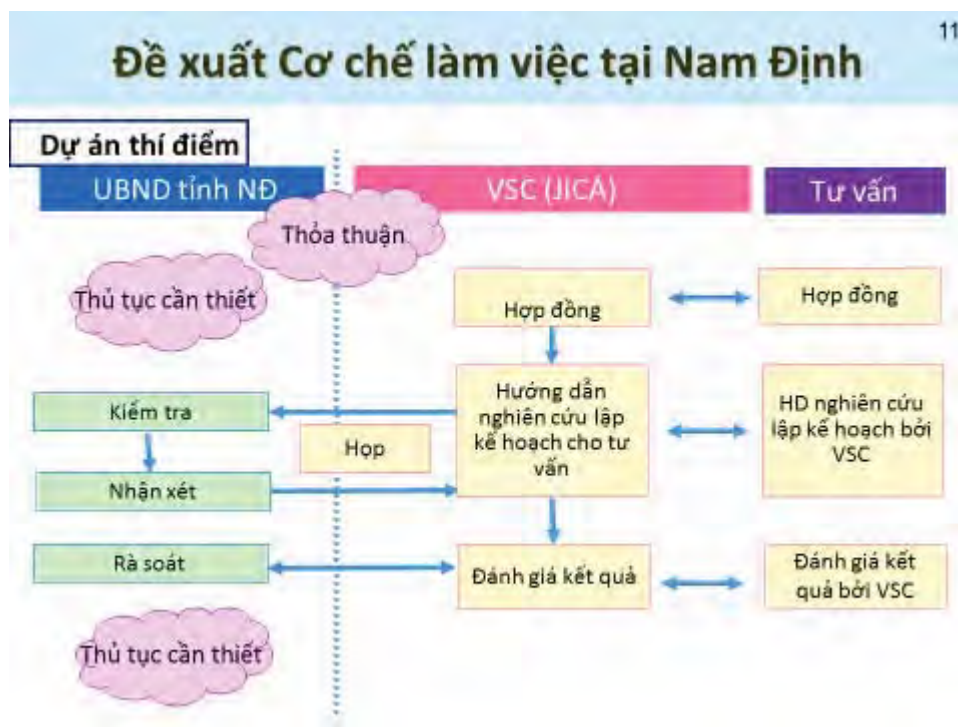 11
Đề xuất Cơ chế làm việc tại Nam Định
Dự án thí điểm
UBND tỉnh NĐ
VSC (JICA)
Tư vấn
Thỏa thuận
Thủ tục cần thiết
Hợp đồng
Hợp đồng
Kiểm tra
Họp
Nhận xét
Hướng dẫn
nghiên cứu lập
kế hoạch cho tư
vấn
HD nghiên cứu
lập kế hoạch bởi
VSC
Rà soát
Đánh giá kết quả
Đánh giá kết
quả bởi VSC
Thủ tục cần thiết